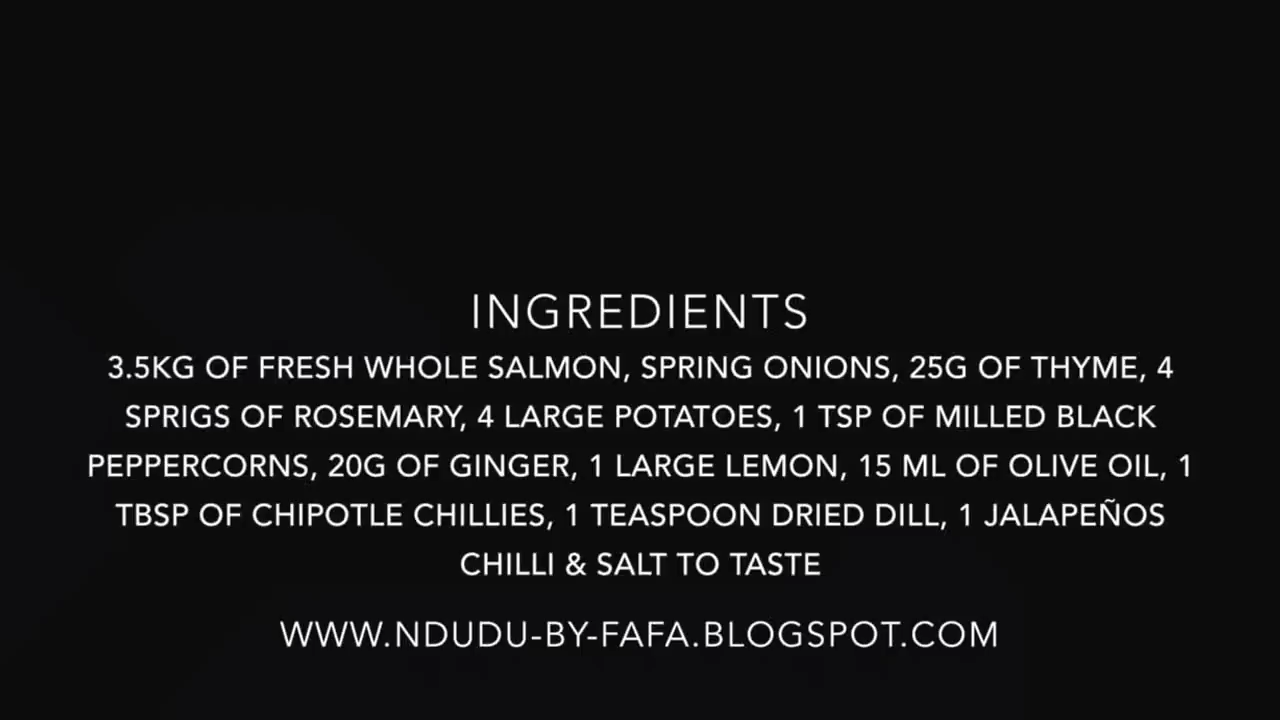 INGREDIENTS
3.5KG OF FRESH WHOLE SALMON, SPRING ONIONS, 25G OF THYME, 4
SPRIGS OF ROSEMARY, 4 LARGE POTATOES, 1 TSP OF MILLED BLACK
PEPPERCORNS, 20G OF GINGER, 1 LARGE LEMON, 15 ML OF OLIVE OIL, 1
TBSP OF CHIPOTLE CHILLIES, 1 TEASPOON DRIED DILL, 1 JALAPEÑOS
CHILLI & SALT TO TASTE
WWW.NDUDU-BY-FAFA.BLOGSPOT.COM